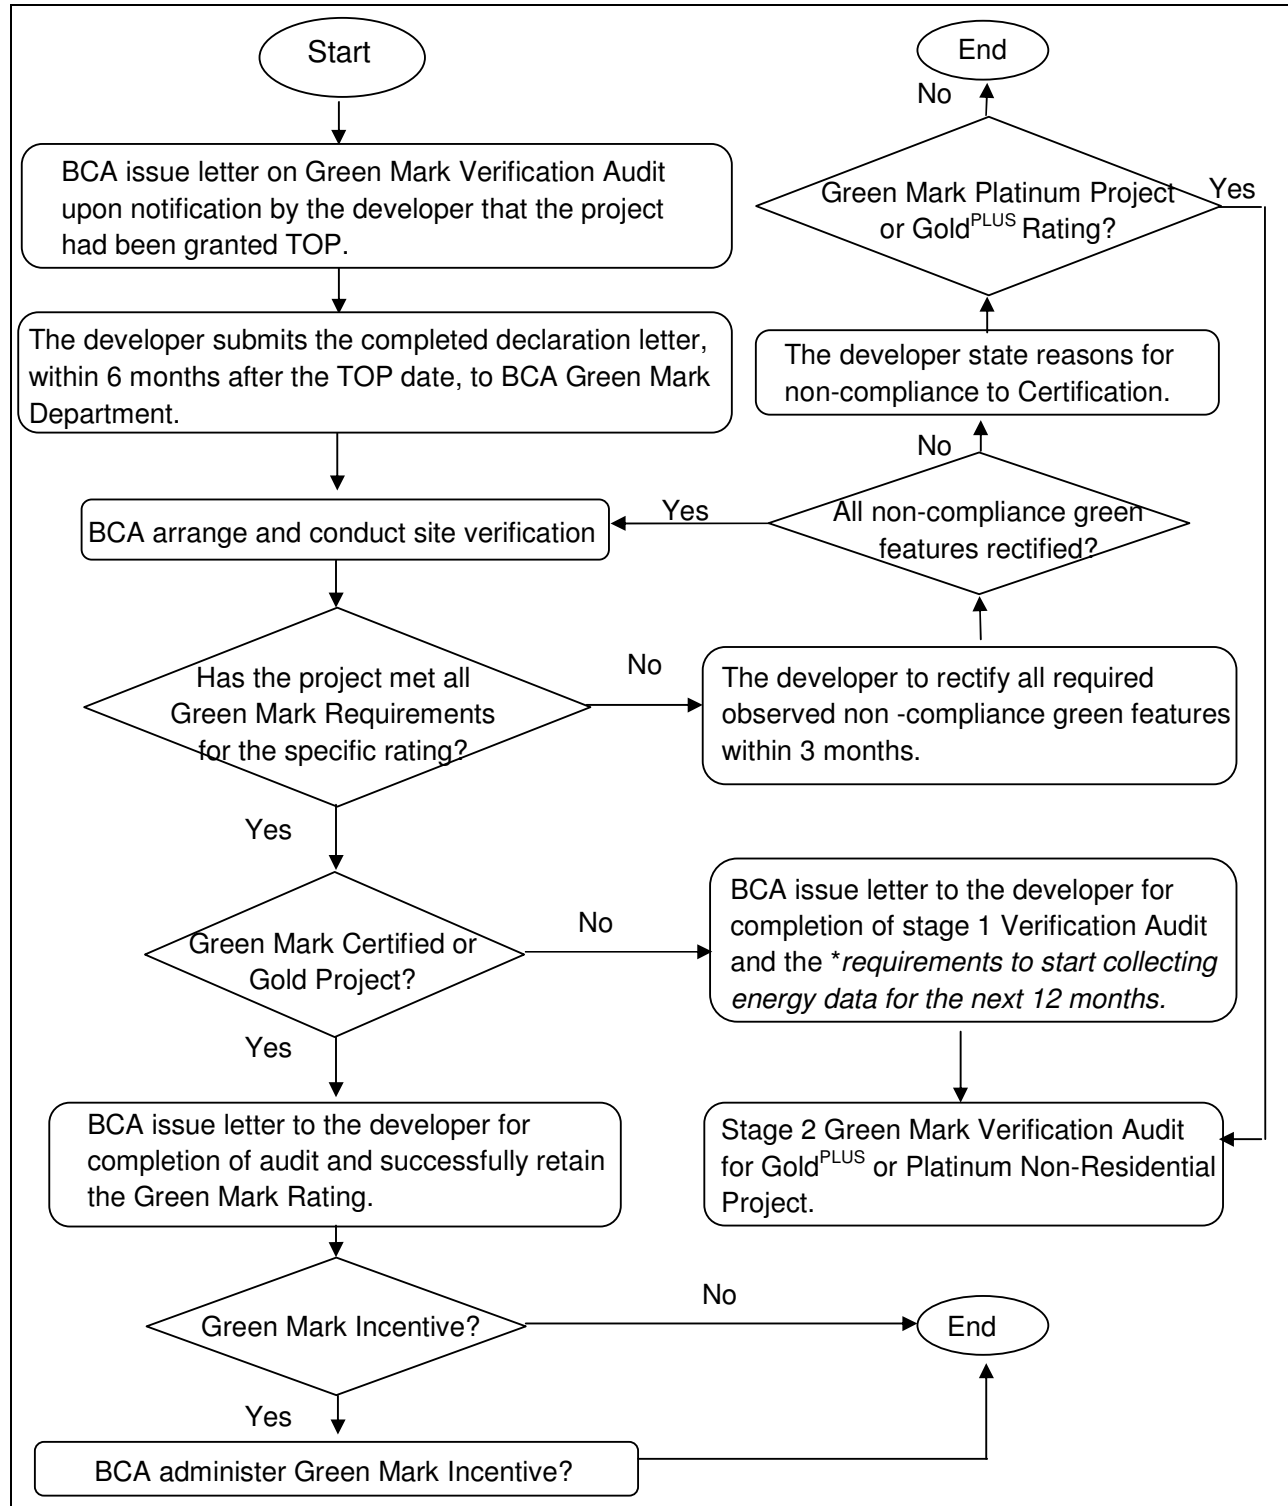 Start
BCA issue letter on Green Mark Verification Audit
upon notification by the developer that the project
had been granted TOP.
The developer submits the completed declaration letter,
within 6 months after the TOP date, to BCA Green Mark
Department.
BCA arrange and conduct site verification
Has the project met all
Green Mark Requirements
for the specific rating?
No
The developer to rectify all required
observed non -compliance green features
within 3 months.
All non-compliance green
features rectified?
Yes
No
The developer state reasons for
non-compliance to Certification.
Green Mark Platinum Project
or Gold^PLUS Rating?
Yes
No
End
Yes
Green Mark Certified or
Gold Project?
No
BCA issue letter to the developer for
completion of stage 1 Verification Audit
and the *requirements to start collecting
energy data for the next 12 months.
Stage 2 Green Mark Verification Audit
for Gold^PLUS or Platinum Non-Residential
Project.
Yes
BCA issue letter to the developer for
completion of audit and successfully retain
the Green Mark Rating.
Green Mark Incentive?
No
End
Yes
BCA administer Green Mark Incentive?